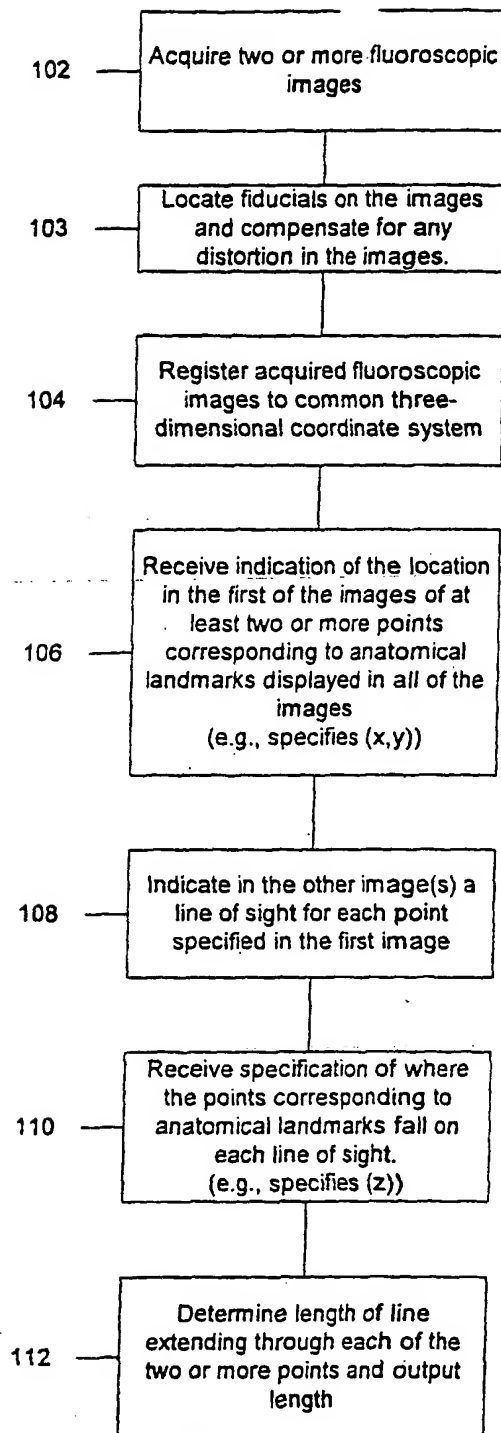 102
Acquire two or more fluoroscopic
images
103
Locate fiducials on the images
and compensate for any
distortion in the images.
104
Register acquired fluoroscopic
images to common three-
dimensional coordinate system
106
Receive indication of the location
in the first of the images of at
least two or more points
corresponding to anatomical
landmarks displayed in all of the
images
(e.g., specifies (x,y))
108
Indicate in the other image(s) a
line of sight for each point
specified in the first image
110
Receive specification of where
the points corresponding to
anatomical landmarks fall on
each line of sight.
(e.g., specifies (z))
112
Determine length of line
extending through each of the
two or more points and output
length